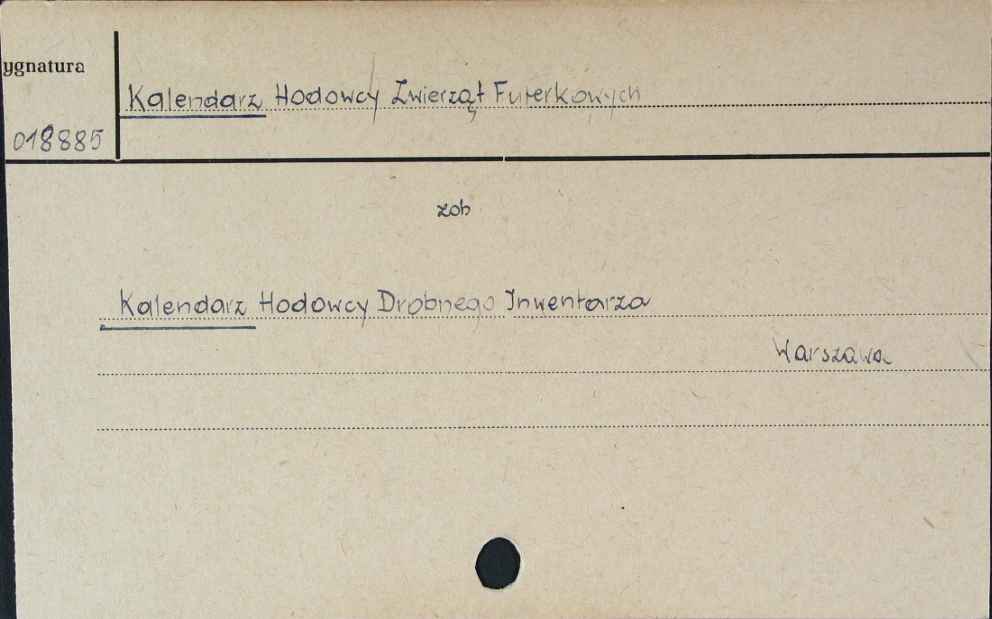 ygnatura
Kalendarz Hodowcy Zwierząt Futerkowych
018885
zob
Kalendarz Hodowcy Drobnego Inwentarza
Warszawa